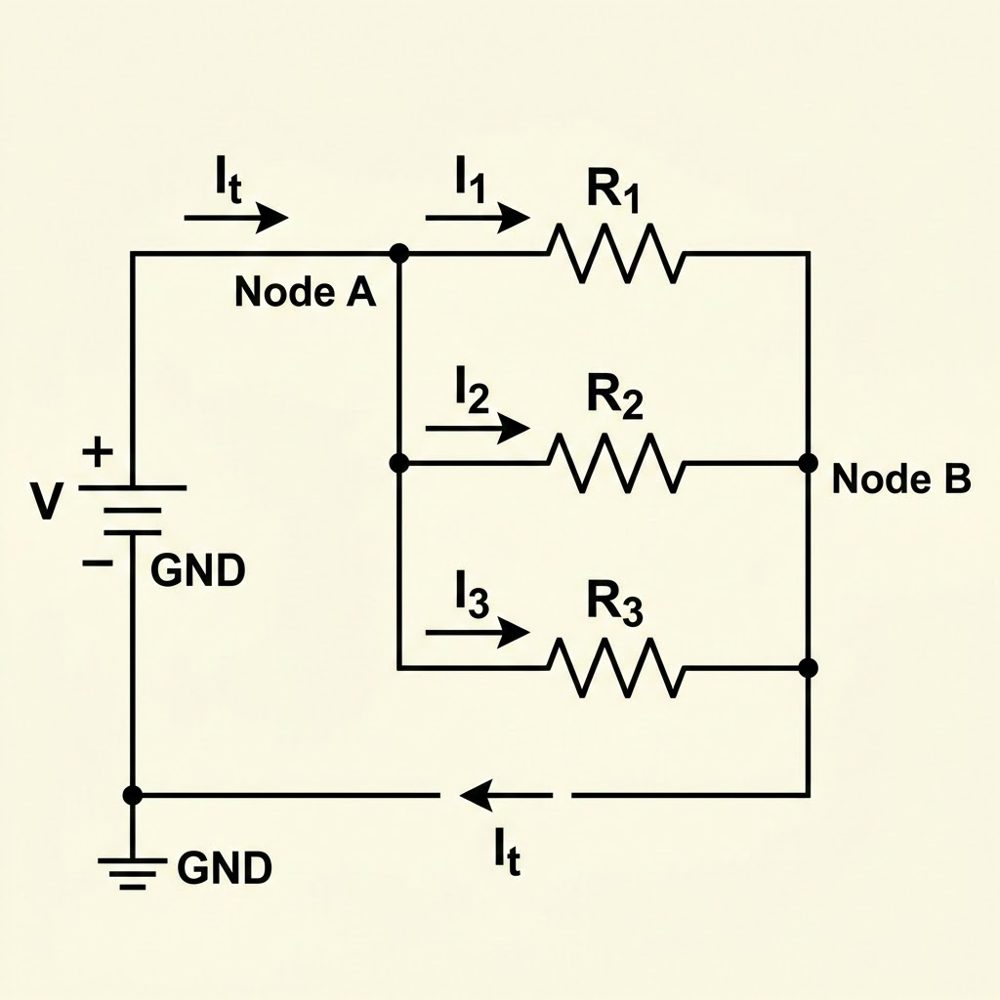 Iₜ
I₁
R₁
Node A
I₂
R₂
+
V
Node B
−
GND
I₃
R₃
Iₜ
GND